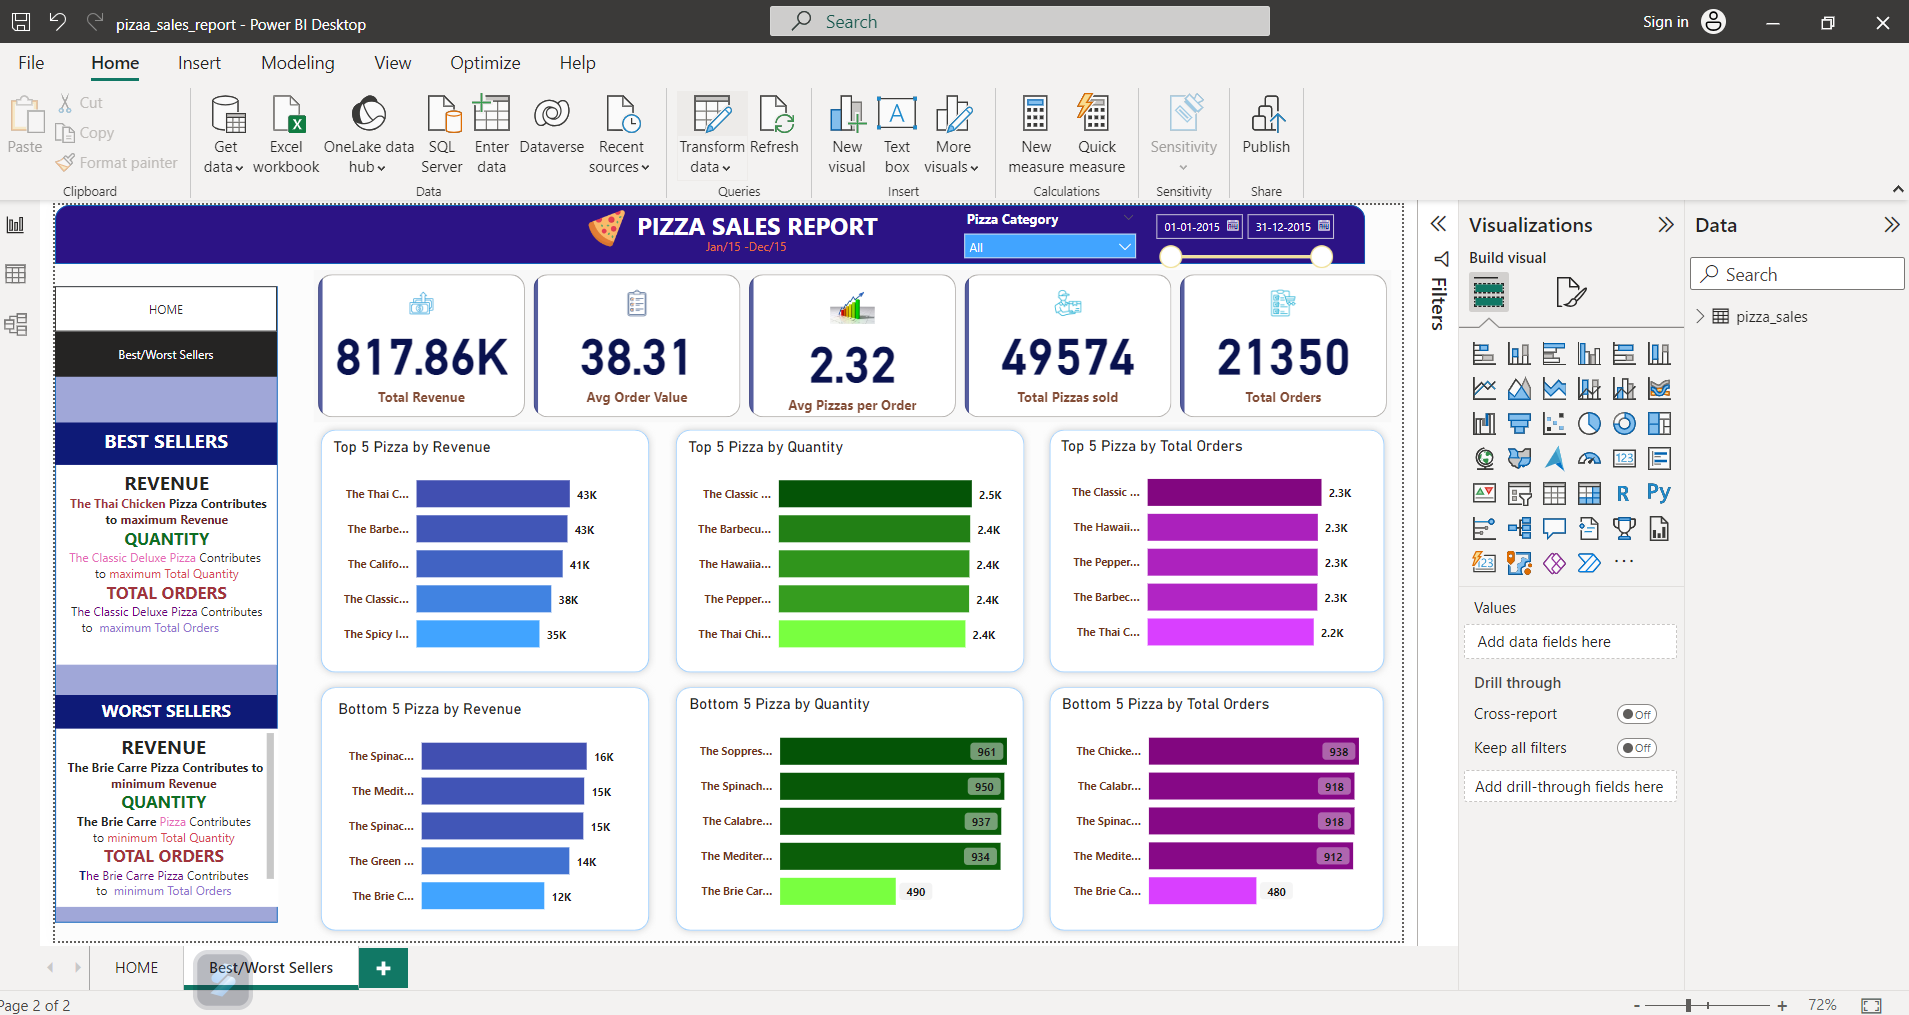 pizaa_sales_report - Power BI Desktop
Search
Sign in
File
Home
Insert
Modeling
View
Optimize
Help
Paste
Cut
Copy
Format painter
Clipboard
Get data
Excel workbook
OneLake data hub
SQL Server
Enter data
Dataverse
Recent sources
Data
Transform data
Refresh
Queries
New visual
A
Text box
More visuals
Insert
New measure
Quick measure
Calculations
Sensitivity
Sensitivity
Publish
Share
PIZZA SALES REPORT
Jan/15 -Dec/15
Pizza Category
All
01-01-2015
31-12-2015
HOME
Best/Worst Sellers
BEST SELLERS
REVENUE
The Thai Chicken Pizza Contributes
to maximum Revenue
QUANTITY
The Classic Deluxe Pizza Contributes
to maximum Total Quantity
TOTAL ORDERS
The Classic Deluxe Pizza Contributes
to maximum Total Orders
WORST SELLERS
REVENUE
The Brie Carre Pizza Contributes to
minimum Revenue
QUANTITY
The Brie Carre Pizza Contributes
to minimum Total Quantity
TOTAL ORDERS
The Brie Carre Pizza Contributes
to minimum Total Orders
817.86K
Total Revenue
38.31
Avg Order Value
2.32
Avg Pizzas per Order
49574
Total Pizzas sold
21350
Total Orders
Top 5 Pizza by Revenue
The Thai C... 43K
The Barbe... 43K
The Califo... 41K
The Classic... 38K
The Spicy I... 35K
Top 5 Pizza by Quantity
The Classic ... 2.5K
The Barbecu... 2.4K
The Hawaiia... 2.4K
The Pepper... 2.4K
The Thai Chi... 2.4K
Top 5 Pizza by Total Orders
The Classic ... 2.3K
The Hawaii... 2.3K
The Pepper... 2.3K
The Barbec... 2.3K
The Thai C... 2.2K
Bottom 5 Pizza by Revenue
The Spinac... 16K
The Medit... 15K
The Spinac... 15K
The Green ... 14K
The Brie C... 12K
Bottom 5 Pizza by Quantity
The Soppres... 961
The Spinach... 950
The Calabre... 937
The Mediter... 934
The Brie Car... 490
Bottom 5 Pizza by Total Orders
The Chicke... 938
The Calabr... 918
The Spinac... 918
The Medite... 912
The Brie Ca... 480
Filters
Visualizations
Build visual
123
R
Py
123
...
Values
Add data fields here
Drill through
Cross-report
Off
Keep all filters
Off
Add drill-through fields here
Data
Search
pizza_sales
HOME
Best/Worst Sellers
+
Page 2 of 2
- + 72%